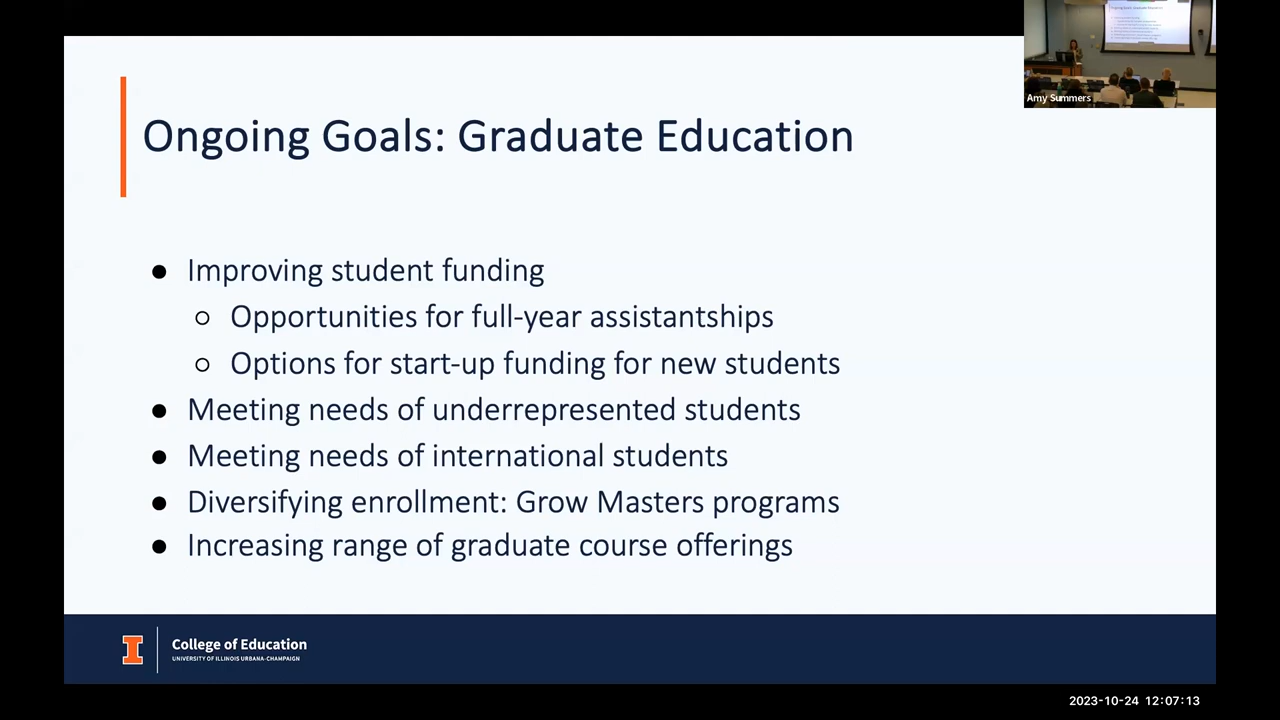 Ongoing Goals: Graduate Education
● Improving student funding
○ Opportunities for full-year assistantships
○ Options for start-up funding for new students
● Meeting needs of underrepresented students
● Meeting needs of international students
● Diversifying enrollment: Grow Masters programs
● Increasing range of graduate course offerings
Amy Summers
I
College of Education
UNIVERSITY OF ILLINOIS URBANA-CHAMPAIGN
2023-10-24 12:07:13